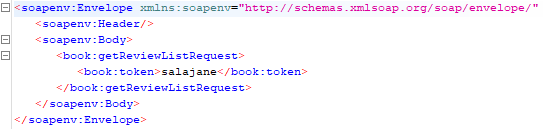 <soapenv:Envelope xmlns:soapenv="http://schemas.xmlsoap.org/soap/envelope/"
<soapenv:Header/>
<soapenv:Body>
<book:getReviewListRequest>
<book:token>salajane</book:token>
</book:getReviewListRequest>
</soapenv:Body>
</soapenv:Envelope>